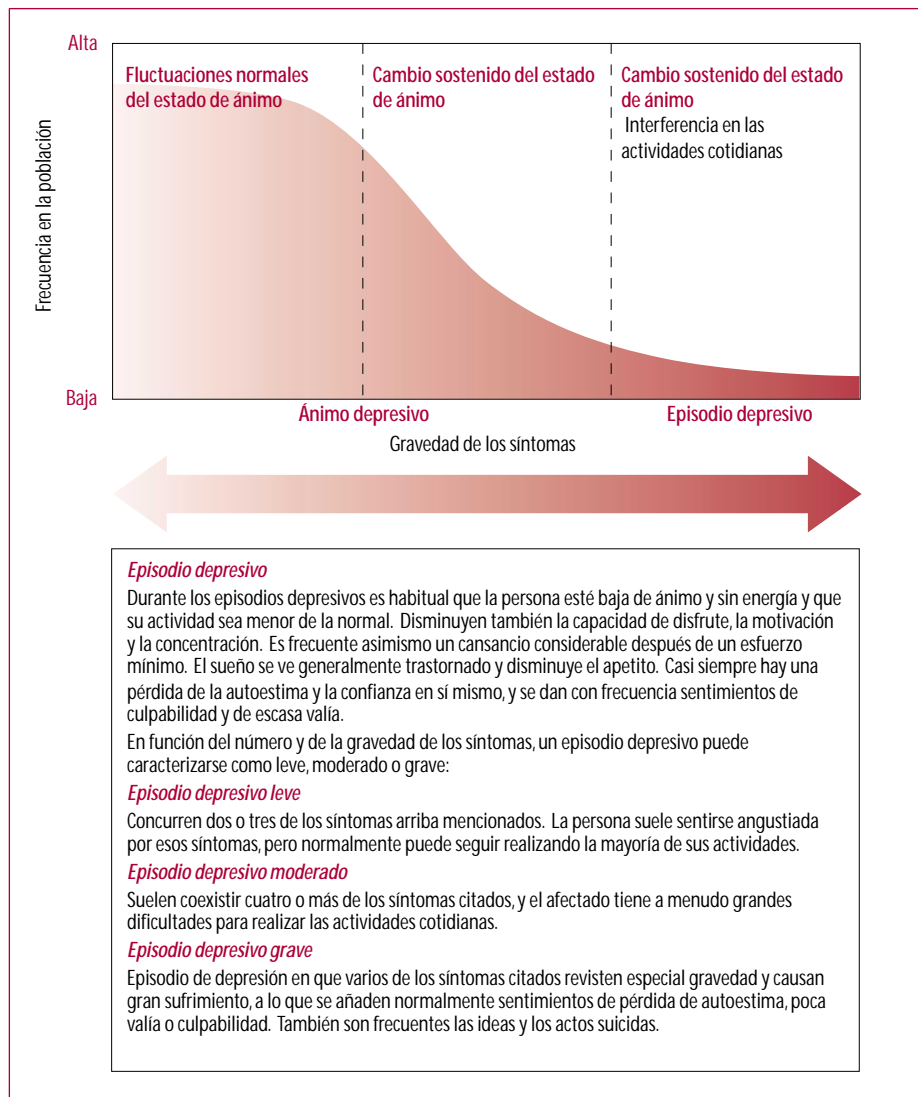 Alta
Fluctuaciones normales
del estado de ánimo
Cambio sostenido del estado
de ánimo
Cambio sostenido del estado
de ánimo
Interferencia en las
actividades cotidianas
Frecuencia en la población
Baja
Ánimo depresivo
Episodio depresivo
Gravedad de los síntomas
Episodio depresivo
Durante los episodios depresivos es habitual que la persona esté baja de ánimo y sin energía y que
su actividad sea menor de la normal. Disminuyen también la capacidad de disfrute, la motivación
y la concentración. Es frecuente asimismo un cansancio considerable después de un esfuerzo
mínimo. El sueño se ve generalmente trastornado y disminuye el apetito. Casi siempre hay una
pérdida de la autoestima y la confianza en sí mismo, y se dan con frecuencia sentimientos de
culpabilidad y de escasa valía.
En función del número y de la gravedad de los síntomas, un episodio depresivo puede
caracterizarse como leve, moderado o grave:
Episodio depresivo leve
Concurren dos o tres de los síntomas arriba mencionados. La persona suele sentirse angustiada
por esos síntomas, pero normalmente puede seguir realizando la mayoría de sus actividades.
Episodio depresivo moderado
Suelen coexistir cuatro o más de los síntomas citados, y el afectado tiene a menudo grandes
dificultades para realizar las actividades cotidianas.
Episodio depresivo grave
Episodio de depresión en que varios de los síntomas citados revisten especial gravedad y causan
gran sufrimiento, a lo que se añaden normalmente sentimientos de pérdida de autoestima, poca
valía o culpabilidad. También son frecuentes las ideas y los actos suicidas.